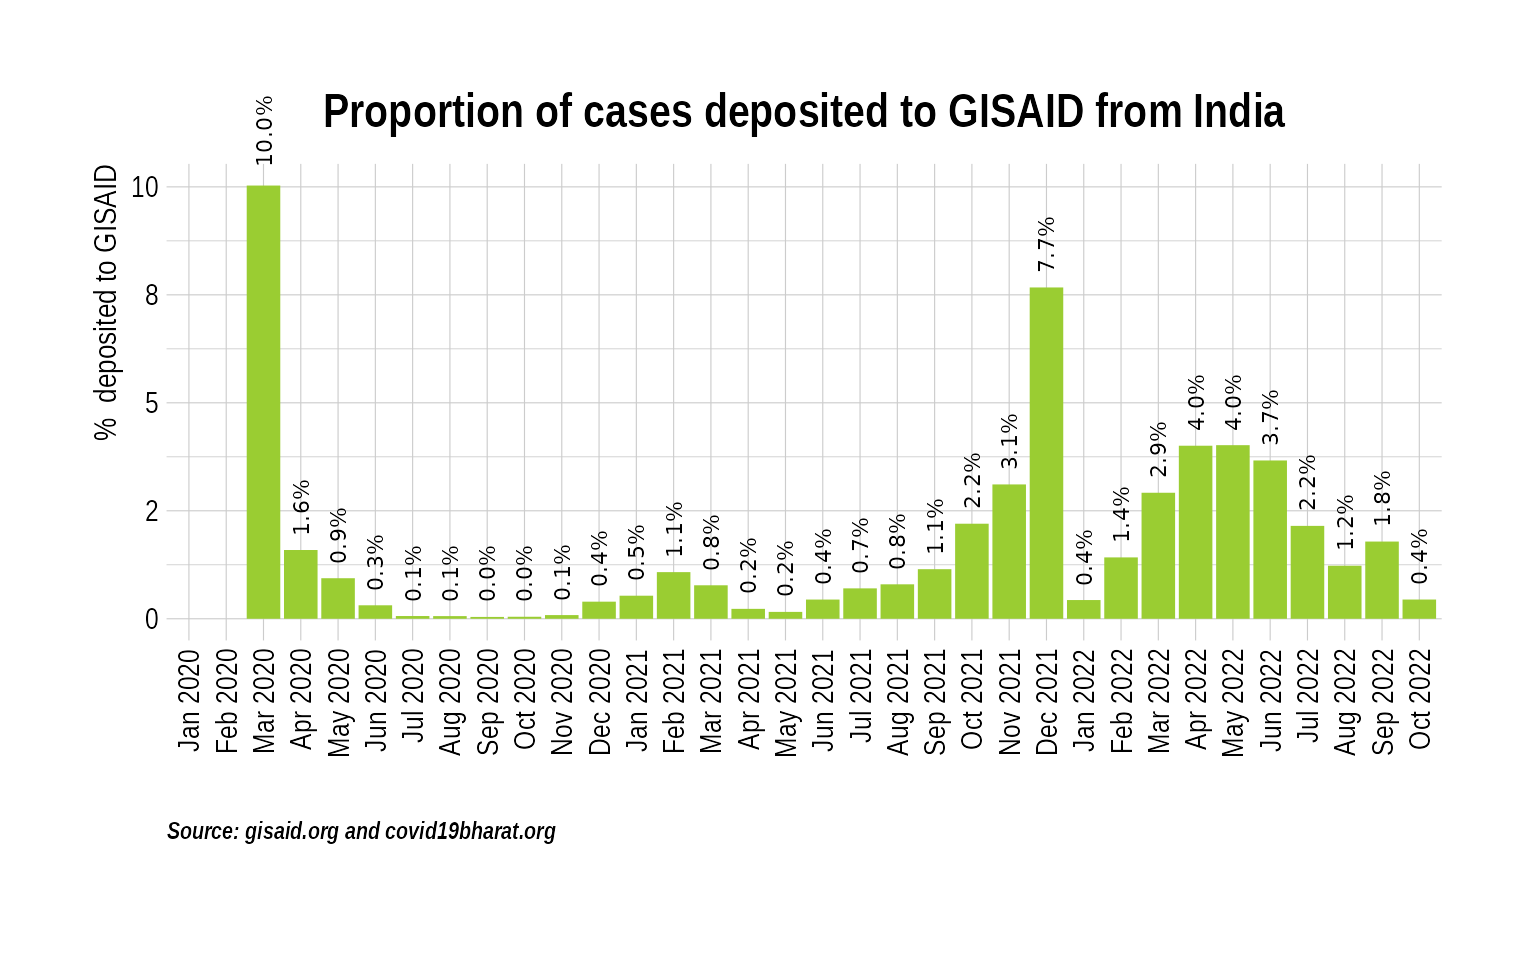 Proportion of cases deposited to GISAID from India
% deposited to GISAID
10
8
5
2
0
10.0%
1.6%
0.9%
0.3%
0.1%
0.1%
0.0%
0.0%
0.1%
0.4%
0.5%
1.1%
0.8%
0.2%
0.2%
0.4%
0.7%
0.8%
1.1%
2.2%
3.1%
7.7%
0.4%
1.4%
2.9%
4.0%
4.0%
3.7%
2.2%
1.2%
1.8%
0.4%
Jan 2020
Feb 2020
Mar 2020
Apr 2020
May 2020
Jun 2020
Jul 2020
Aug 2020
Sep 2020
Oct 2020
Nov 2020
Dec 2020
Jan 2021
Feb 2021
Mar 2021
Apr 2021
May 2021
Jun 2021
Jul 2021
Aug 2021
Sep 2021
Oct 2021
Nov 2021
Dec 2021
Jan 2022
Feb 2022
Mar 2022
Apr 2022
May 2022
Jun 2022
Jul 2022
Aug 2022
Sep 2022
Oct 2022
Source: gisaid.org and covid19bharat.org